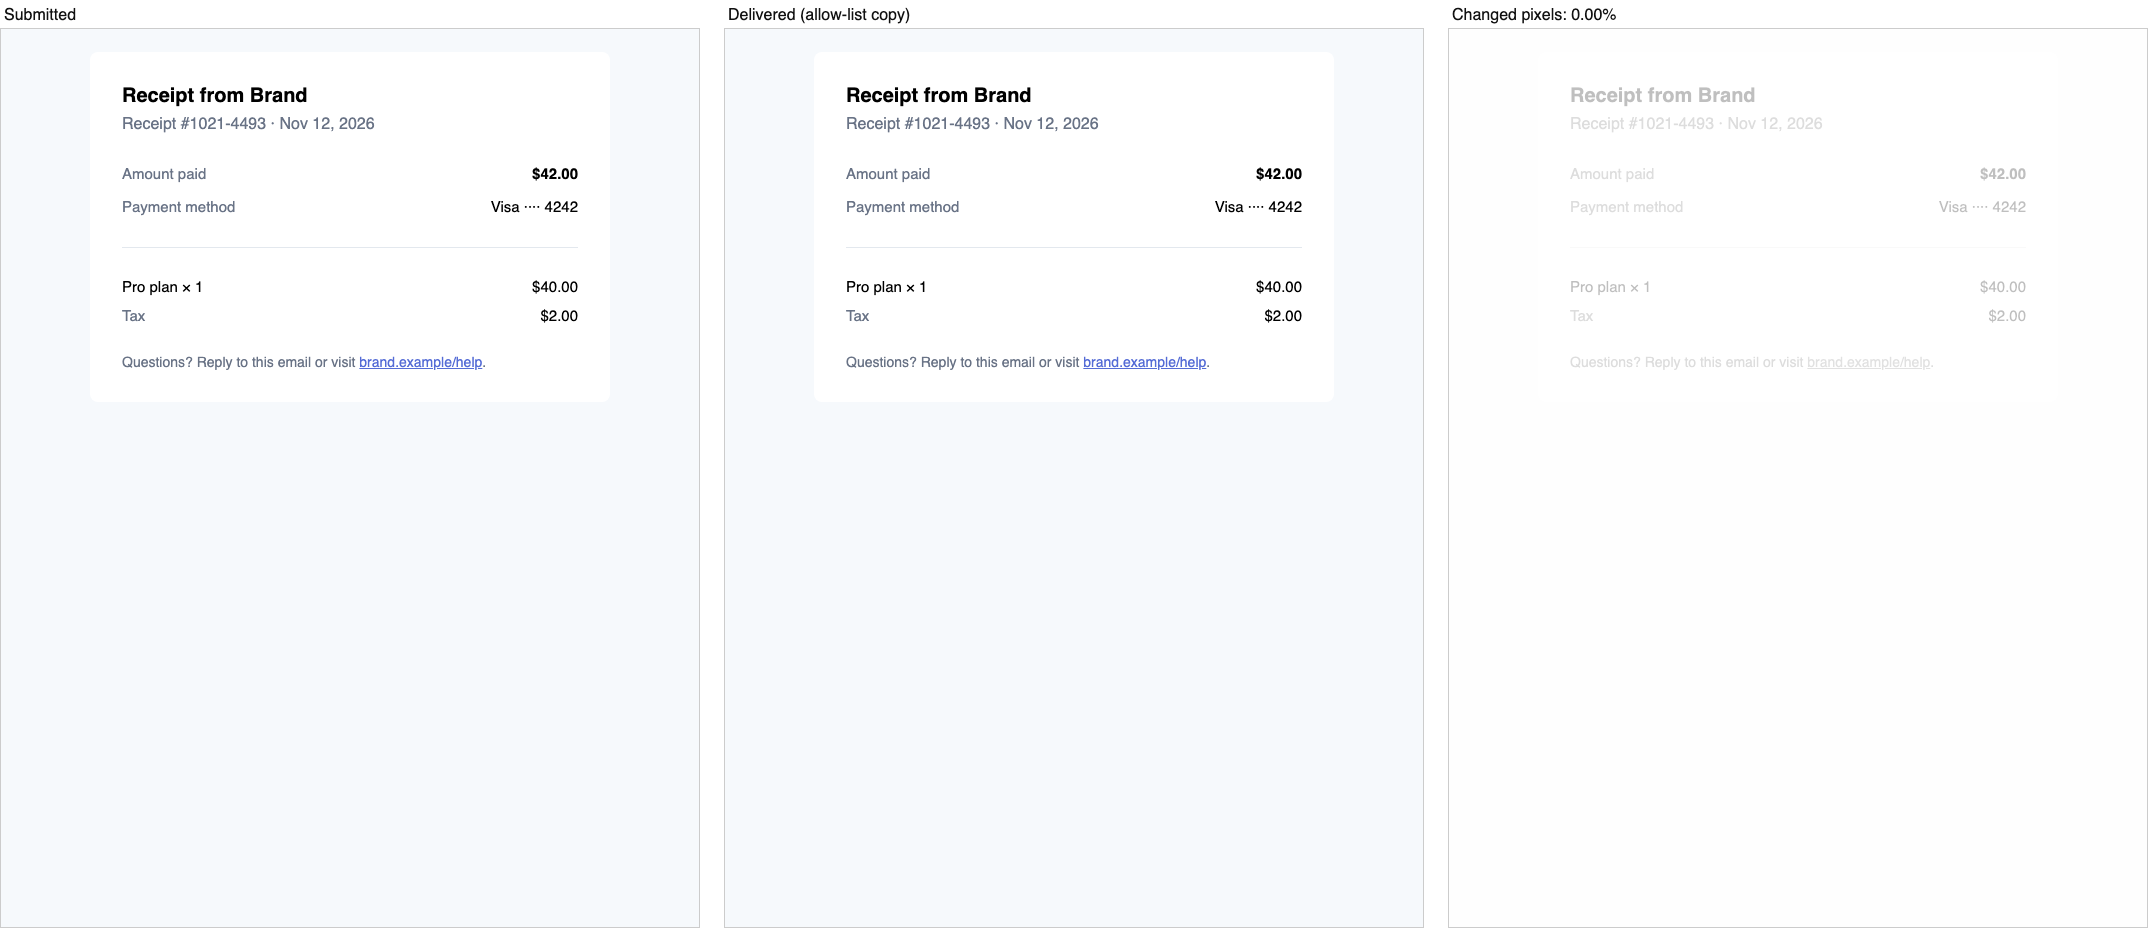 Submitted
Receipt from Brand
Receipt #1021-4493 · Nov 12, 2026
Amount paid $42.00
Payment method Visa ···· 4242
Pro plan × 1 $40.00
Tax $2.00
Questions? Reply to this email or visit brand.example/help.
Delivered (allow-list copy)
Receipt from Brand
Receipt #1021-4493 · Nov 12, 2026
Amount paid $42.00
Payment method Visa ···· 4242
Pro plan × 1 $40.00
Tax $2.00
Questions? Reply to this email or visit brand.example/help.
Changed pixels: 0.00%
Receipt from Brand
Receipt #1021-4493 · Nov 12, 2026
Amount paid $42.00
Payment method Visa ···· 4242
Pro plan × 1 $40.00
Tax $2.00
Questions? Reply to this email or visit brand.example/help.